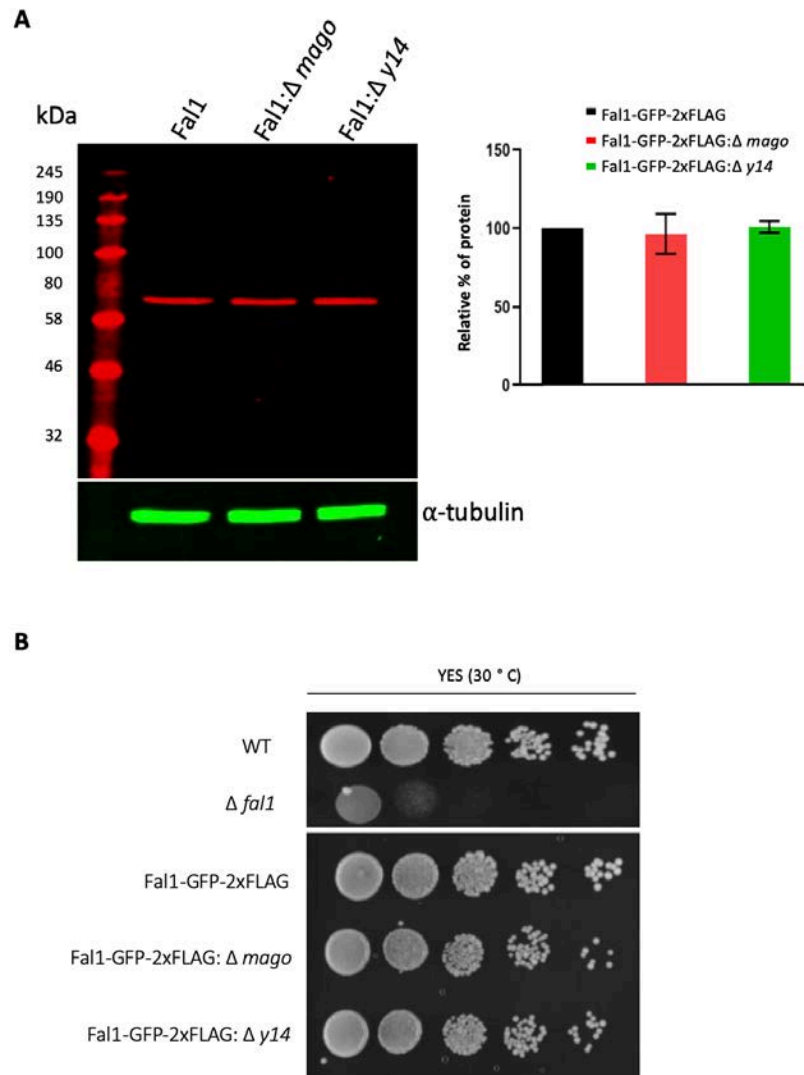 A
kDa
Fal1
Fal1:Δ mago
Fal1:Δ y14
245
190
135
100
80
58
46
32
α-tubulin
Fal1-GFP-2xFLAG
Fal1-GFP-2xFLAG:Δ mago
Fal1-GFP-2xFLAG:Δ y14
Relative % of protein
150
100
50
0
B
YES (30 ° C)
WT
Δ fal1
Fal1-GFP-2xFLAG
Fal1-GFP-2xFLAG: Δ mago
Fal1-GFP-2xFLAG: Δ y14